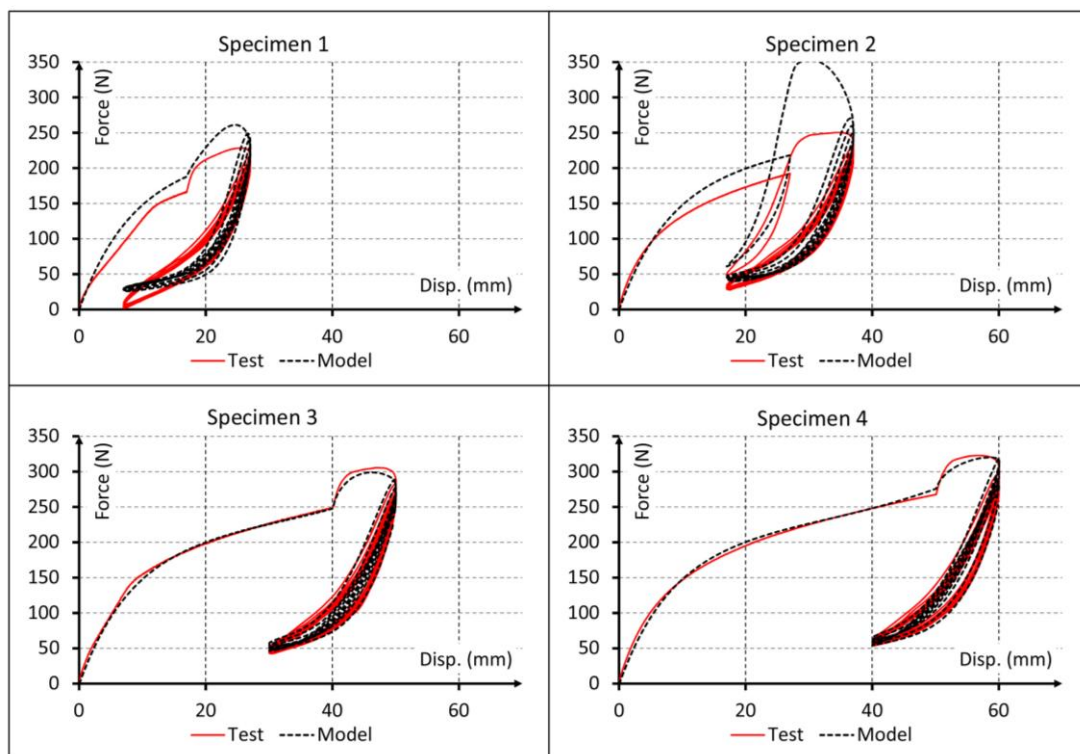 Specimen 1
Force (N)
350
300
250
200
150
100
50
0
Disp. (mm)
0 20 40 60
Test Model
Specimen 2
Force (N)
350
300
250
200
150
100
50
0
Disp. (mm)
0 20 40 60
Test Model
Specimen 3
Force (N)
350
300
250
200
150
100
50
0
Disp. (mm)
0 20 40 60
Test Model
Specimen 4
Force (N)
350
300
250
200
150
100
50
0
Disp. (mm)
0 20 40 60
Test Model